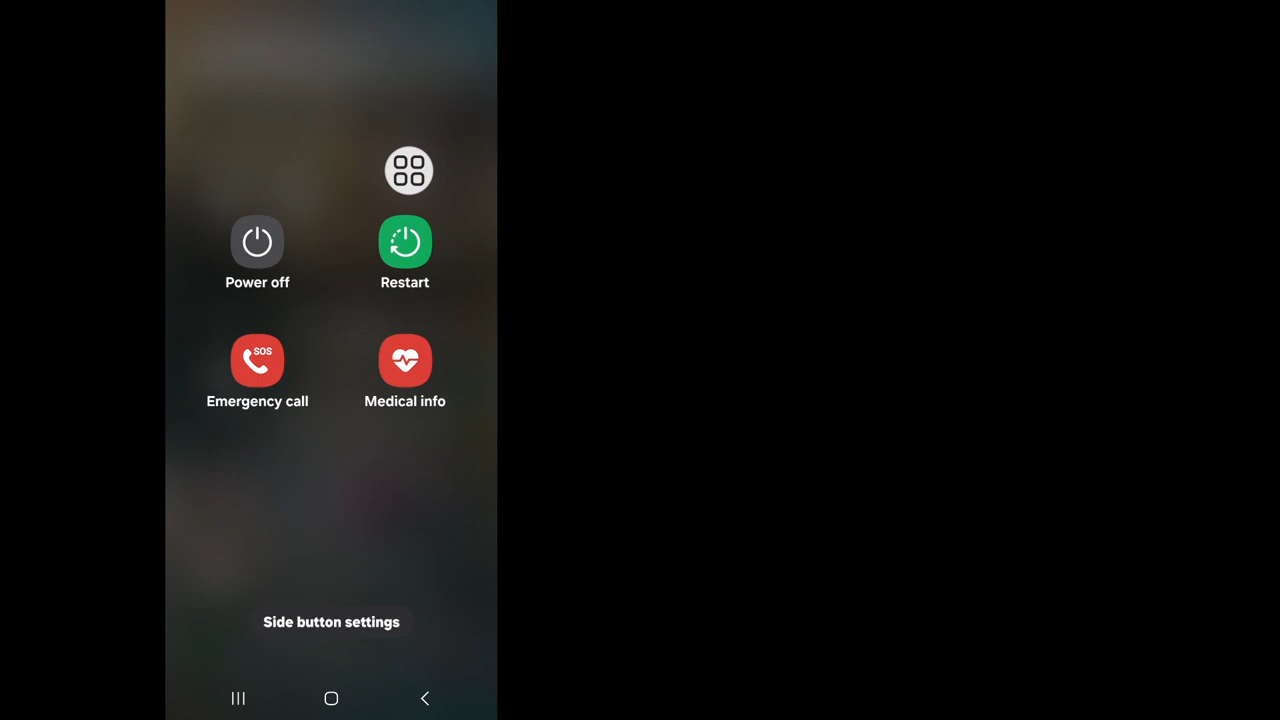 Power off
Restart
SOS
Emergency call
Medical info
Side button settings